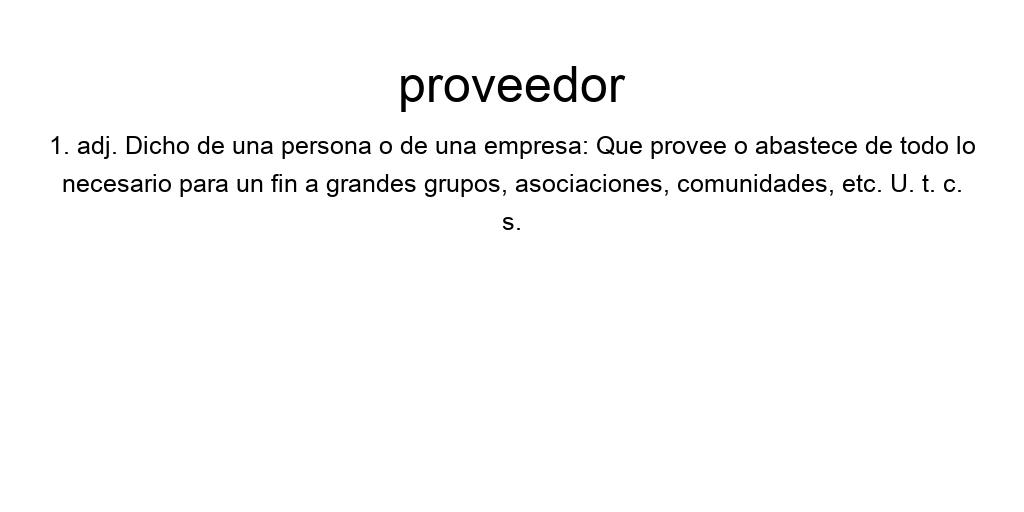 proveedor
1. adj. Dicho de una persona o de una empresa: Que provee o abastece de todo lo
necesario para un fin a grandes grupos, asociaciones, comunidades, etc. U. t. c.
s.